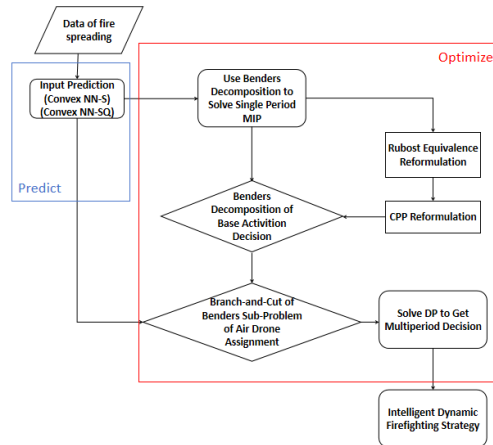 Data of fire
spreading
Optimize
Input Prediction
(Convex NN-S)
(Convex NN-SQ)
Predict
Use Benders
Decomposition to
Solve Single Period
MIP
Rubost Equivalence
Reformulation
CPP Reformulation
Benders
Decomposition of
Base Activition
Decision
Branch-and-Cut of
Benders Sub-Problem
of Air Drone
Assignment
Solve DP to Get
Multiperiod Decision
Intelligent Dynamic
Firefighting Strategy